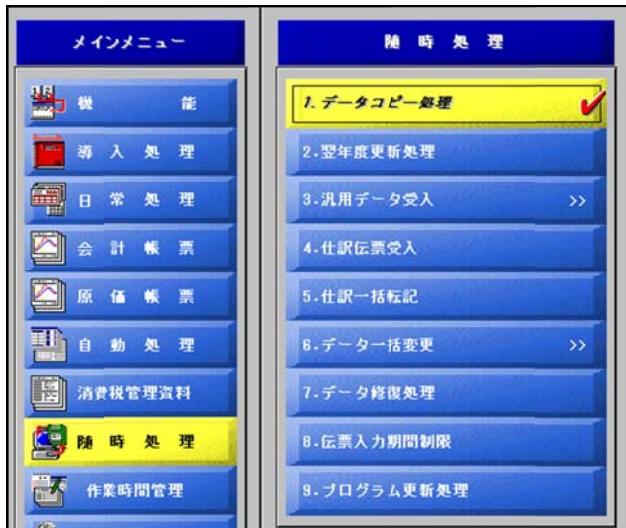 メインメニュー
機能
導入処理
日常処理
会計帳票
原価帳票
自動処理
消費税管理資料
随時処理
作業時間管理
随時処理
1.データコピー処理
2.翌年度更新処理
3.汎用データ受入 >>
4.仕訳伝票受入
5.仕訳一括転記
6.データ一括変更 >>
7.データ修復処理
8.伝票入力期間制限
9.プログラム更新処理